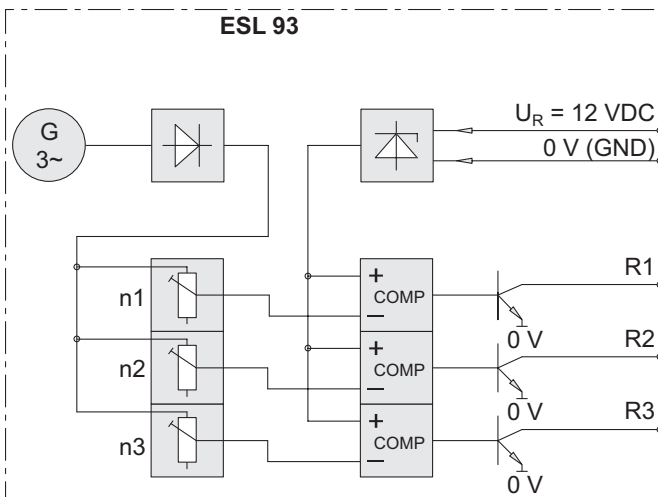 ESL 93
G
3~
U_R = 12 VDC
0 V (GND)
n1
+
COMP
−
R1
0 V
n2
+
COMP
−
R2
0 V
n3
+
COMP
−
R3
0 V